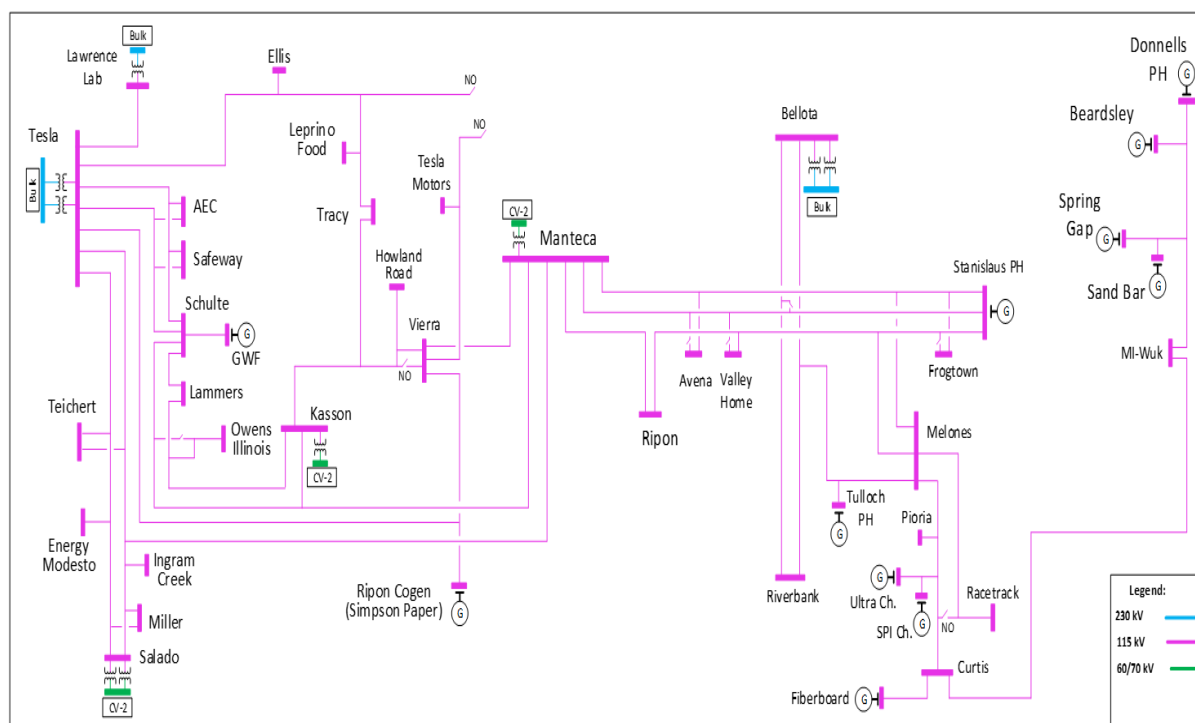 Bulk
Lawrence
Lab
Tesla
Bulk
Ellis
NO
Leprino
Food
Tesla
Motors
NO
AEC
Tracy
Safeway
Howland
Road
Schulte
G
GWF
Vierra
NO
Lammers
Teichert
Owens
Illinois
Kasson
CV-2
CV-2
Manteca
Energy
Modesto
Ingram
Creek
Miller
Salado
CV-2
Ripon Cogen
(Simpson Paper)
G
Bellota
Bulk
Avena
Valley
Home
Ripon
Stanislaus PH
G
Frogtown
Melones
Tulloch
PH
G
Pioria
G
Ultra Ch.
SPI Ch.
G
NO
Racetrack
Riverbank
Curtis
Fiberboard
G
Donnells
PH
G
Beardsley
G
Spring
Gap
G
Sand Bar
G
MI-Wuk
Legend:
230 kV
115 kV
60/70 kV